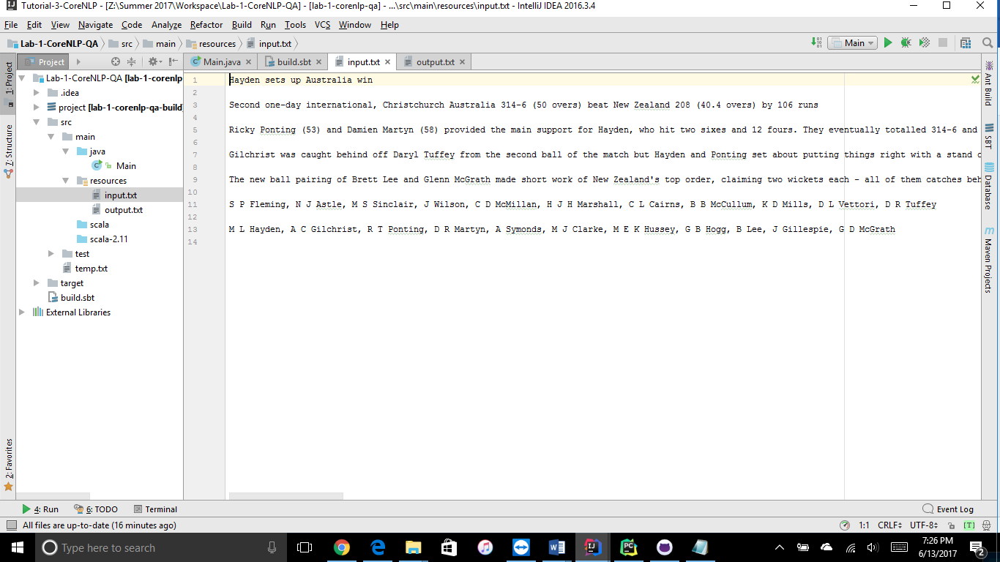 Tutorial-3-CoreNLP - [Z:\Summer 2017\Workspace\Lab-1-CoreNLP-QA] - [lab-1-corenlp-qa] - ...\src\main\resources\input.txt - IntelliJ IDEA 2016.3.4
File Edit View Navigate Code Analyze Refactor Build Run Tools VCS Window Help
Lab-1-CoreNLP-QA src main resources input.txt Main
Project Main.java build.sbt input.txt output.txt
1: Project
7: Structure
2: Favorites
Lab-1-CoreNLP-QA [lab-1-corenlp
.idea
project [lab-1-corenlp-qa-build]
src
main
java
Main
resources
input.txt
output.txt
scala
scala-2.11
test
temp.txt
target
build.sbt
External Libraries
1 Hayden sets up Australia win
2
3 Second one-day international, Christchurch Australia 314-6 (50 overs) beat New Zealand 208 (40.4 overs) by 106 runs
4
5 Ricky Ponting (53) and Damien Martyn (58) provided the main support for Hayden, who hit two sixes and 12 fours. They eventually totalled 314-6 and
6
7 Gilchrist was caught behind off Daryl Tuffey from the second ball of the match but Hayden and Ponting set about putting things right with a stand
8
9 The new ball pairing of Brett Lee and Glenn McGrath made short work of New Zealand's top order, claiming two wickets each - all of them catches beh
10
11 S P Fleming, N J Astle, M S Sinclair, J Wilson, C D McMillan, H J H Marshall, C L Cairns, B B McCullum, K D Mills, D L Vettori, D R Tuffey
12
13 M L Hayden, A C Gilchrist, R T Ponting, D R Martyn, A Symonds, M J Clarke, M E K Hussey, G B Hogg, B Lee, J Gillespie, G D McGrath
14
Ant Build
SBT
Database
Maven Projects
4: Run 6: TODO Terminal Event Log
All files are up-to-date (16 minutes ago) 1:1 CRLF UTF-8 [T]
Type here to search
7:26 PM
6/13/2017
2